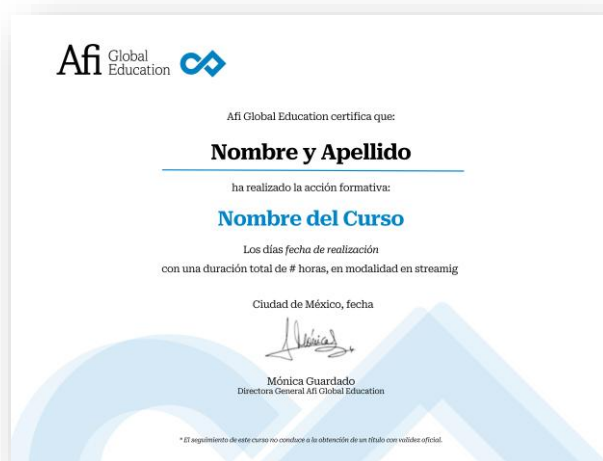 Afi Global
Education
Afi Global Education certifica que:
Nombre y Apellido
ha realizado la acción formativa:
Nombre del Curso
Los días fecha de realización
con una duración total de # horas, en modalidad en streamig
Ciudad de México, fecha
Mónica
Mónica Guardado
Directora General Afi Global Education
* El seguimiento de este curso no conduce a la obtención de un título con validez oficial.